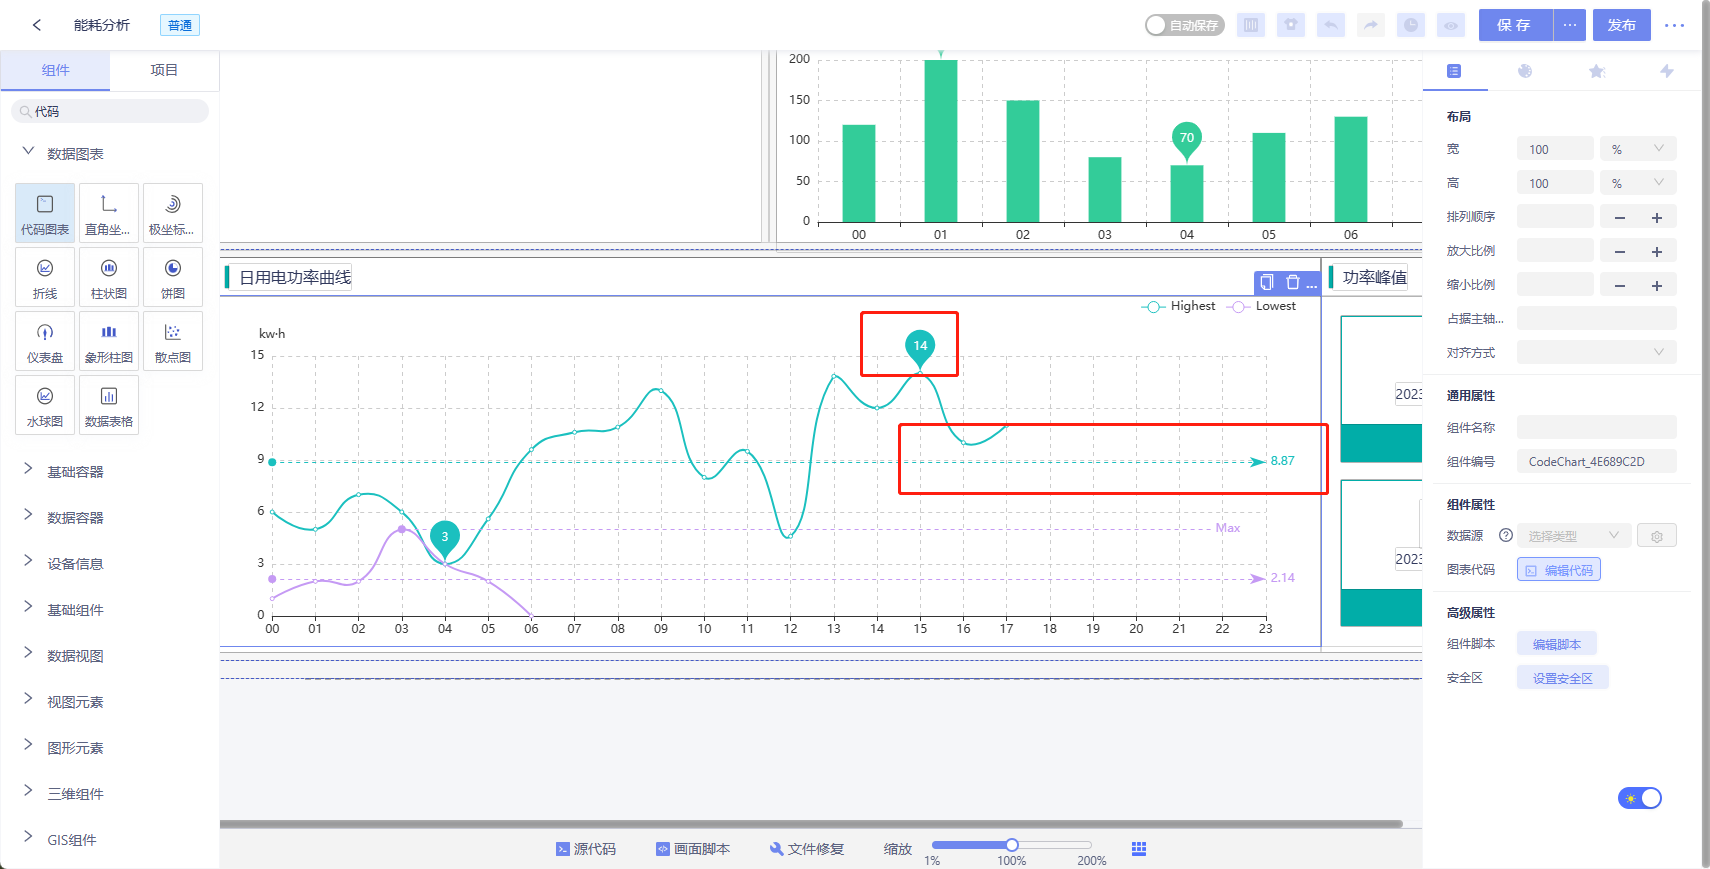 能耗分析
普通
自动保存
保 存
...
发布
...
组件
项目
代码
数据图表
代码图表
直角坐...
极坐标...
折线
柱状图
饼图
仪表盘
象形柱图
散点图
水球图
数据表格
基础容器
数据容器
设备信息
基础组件
数据视图
视图元素
图形元素
三维组件
GIS组件
200
150
100
50
0
70
00
01
02
03
04
05
06
日用电功率曲线
...
功率峰值
Highest
Lowest
kw·h
15
12
9
6
3
0
14
3
8.87
Max
2.14
00
01
02
03
04
05
06
07
08
09
10
11
12
13
14
15
16
17
18
19
20
21
22
23
2023
2023
源代码
画面脚本
文件修复
缩放
1%
100%
200%
布局
宽
100
%
高
100
%
排列顺序
放大比例
缩小比例
占据主轴...
对齐方式
通用属性
组件名称
组件编号
CodeChart_4E689C2D
组件属性
数据源
选择类型
图表代码
编辑代码
高级属性
组件脚本
编辑脚本
安全区
设置安全区